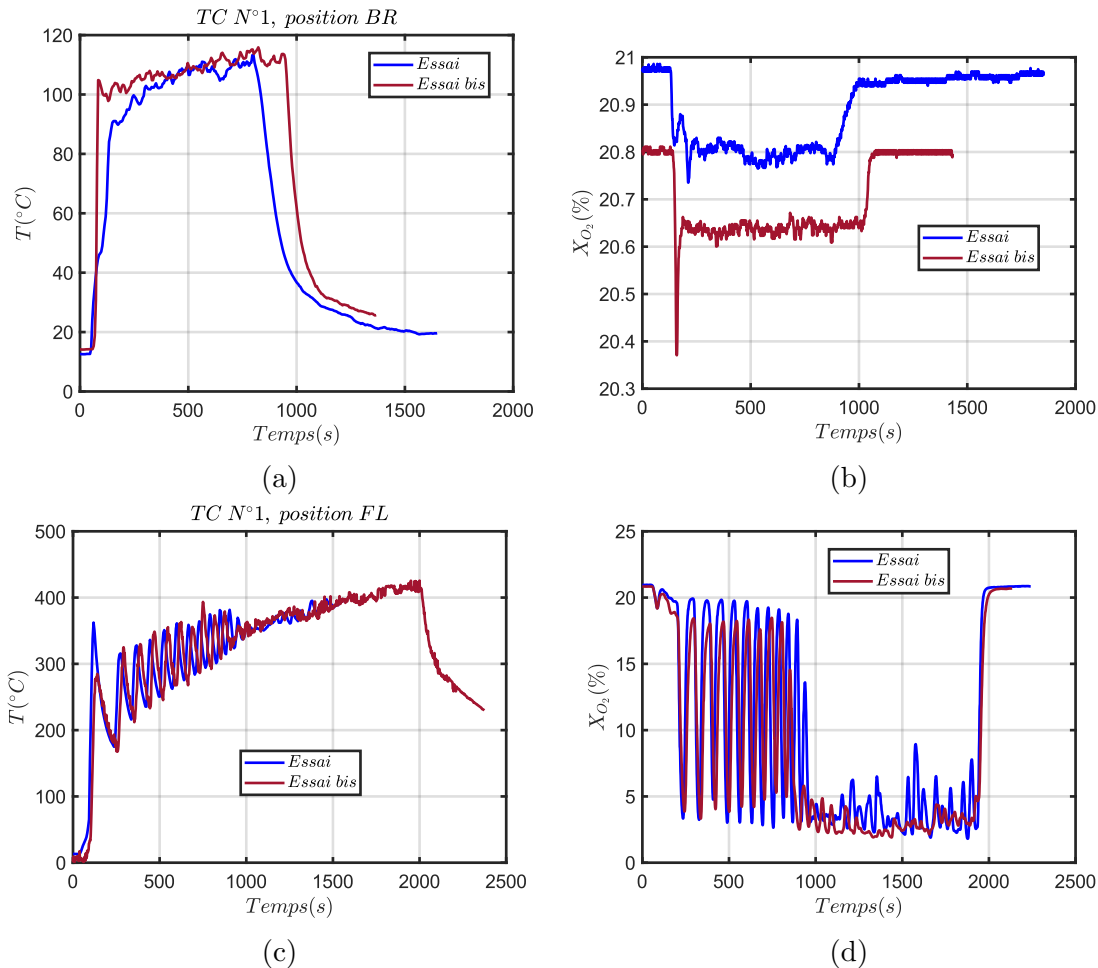 TC N°1, position BR
120
100
80
60
40
20
0
T(°C)
0 500 1000 1500 2000
Temps(s)
Essai
Essai bis
(a)
21
20.9
20.8
20.7
20.6
20.5
20.4
20.3
X_{O_2}(%)
0 500 1000 1500 2000
Temps(s)
Essai
Essai bis
(b)
TC N°1, position FL
500
400
300
200
100
0
T(°C)
0 500 1000 1500 2000 2500
Temps(s)
Essai
Essai bis
(c)
25
20
15
10
5
0
X_{O_2}(%)
0 500 1000 1500 2000 2500
Temps(s)
Essai
Essai bis
(d)